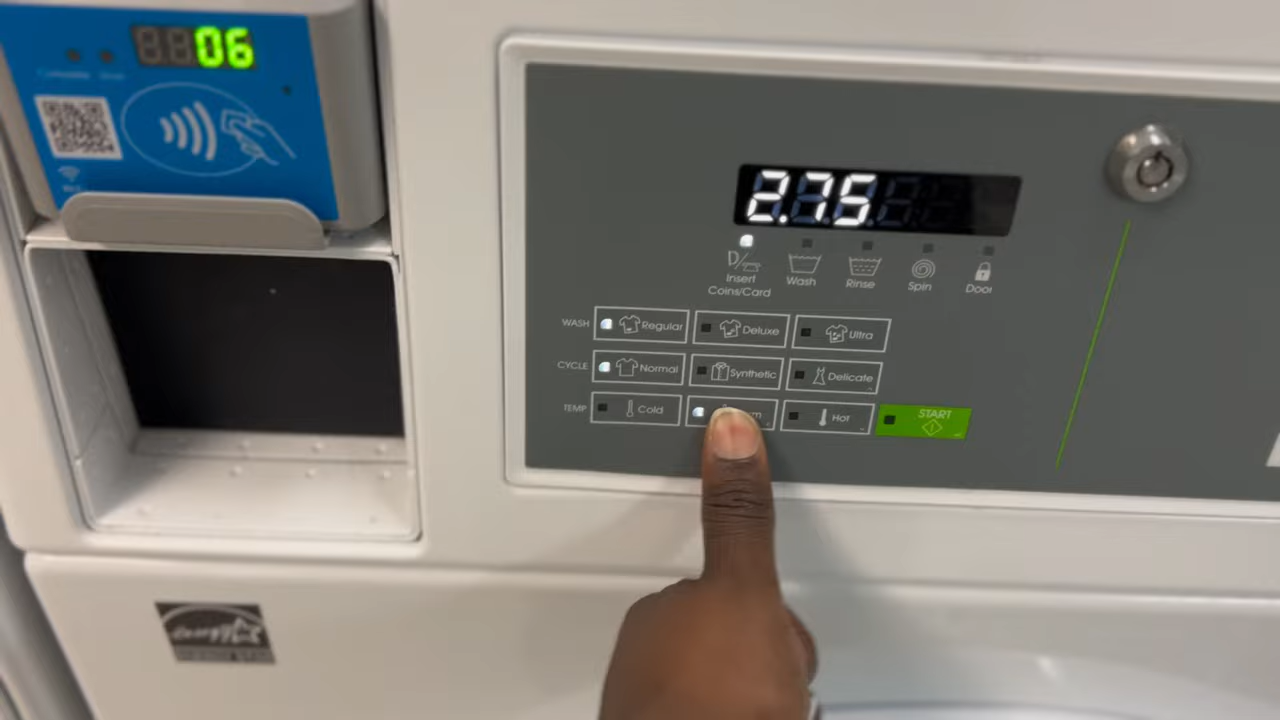 06
2.75
Insert
Coins/Card
Wash
Rinse
Spin
Door
WASH
Regular
Deluxe
Ultra
CYCLE
Normal
Synthetic
Delicate
TEMP
Cold
Hot
START